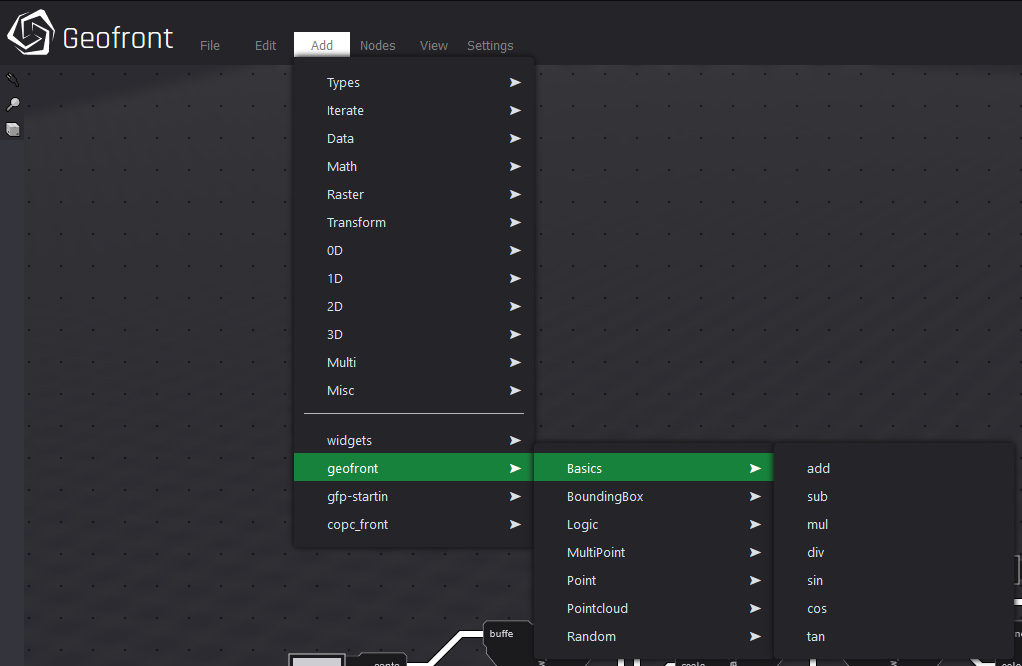 Geofront
File Edit Add Nodes View Settings
Types
Iterate
Data
Math
Raster
Transform
0D
1D
2D
3D
Multi
Misc
widgets
geofront
gfp-startin
copc_front
Basics
BoundingBox
Logic
MultiPoint
Point
Pointcloud
Random
add
sub
mul
div
sin
cos
tan
buffe